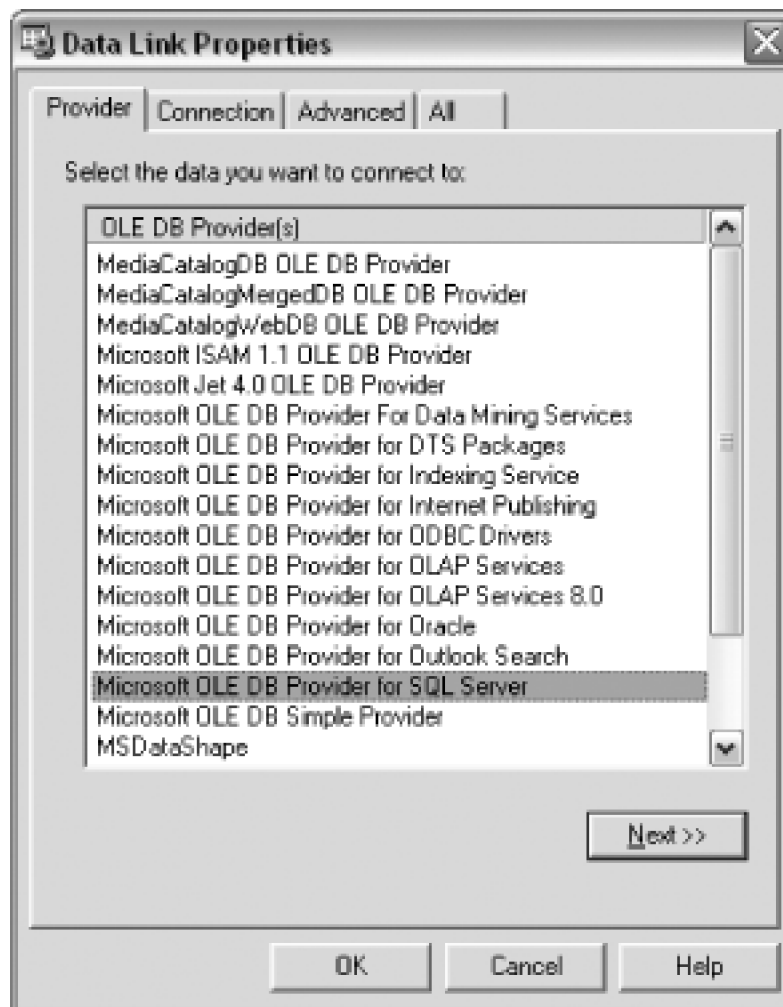 Data Link Properties
Provider Connection Advanced All
Select the data you want to connect to:
OLE DB Provider(s)
MediaCatalogDB OLE DB Provider
MediaCatalogMergedDB OLE DB Provider
MediaCatalogWebDB OLE DB Provider
Microsoft ISAM 1.1 OLE DB Provider
Microsoft Jet 4.0 OLE DB Provider
Microsoft OLE DB Provider For Data Mining Services
Microsoft OLE DB Provider for DTS Packages
Microsoft OLE DB Provider for Indexing Service
Microsoft OLE DB Provider for Internet Publishing
Microsoft OLE DB Provider for ODBC Drivers
Microsoft OLE DB Provider for OLAP Services
Microsoft OLE DB Provider for OLAP Services 8.0
Microsoft OLE DB Provider for Oracle
Microsoft OLE DB Provider for Outlook Search
Microsoft OLE DB Provider for SQL Server
Microsoft OLE DB Simple Provider
MSDataShape
Next >>
OK Cancel Help